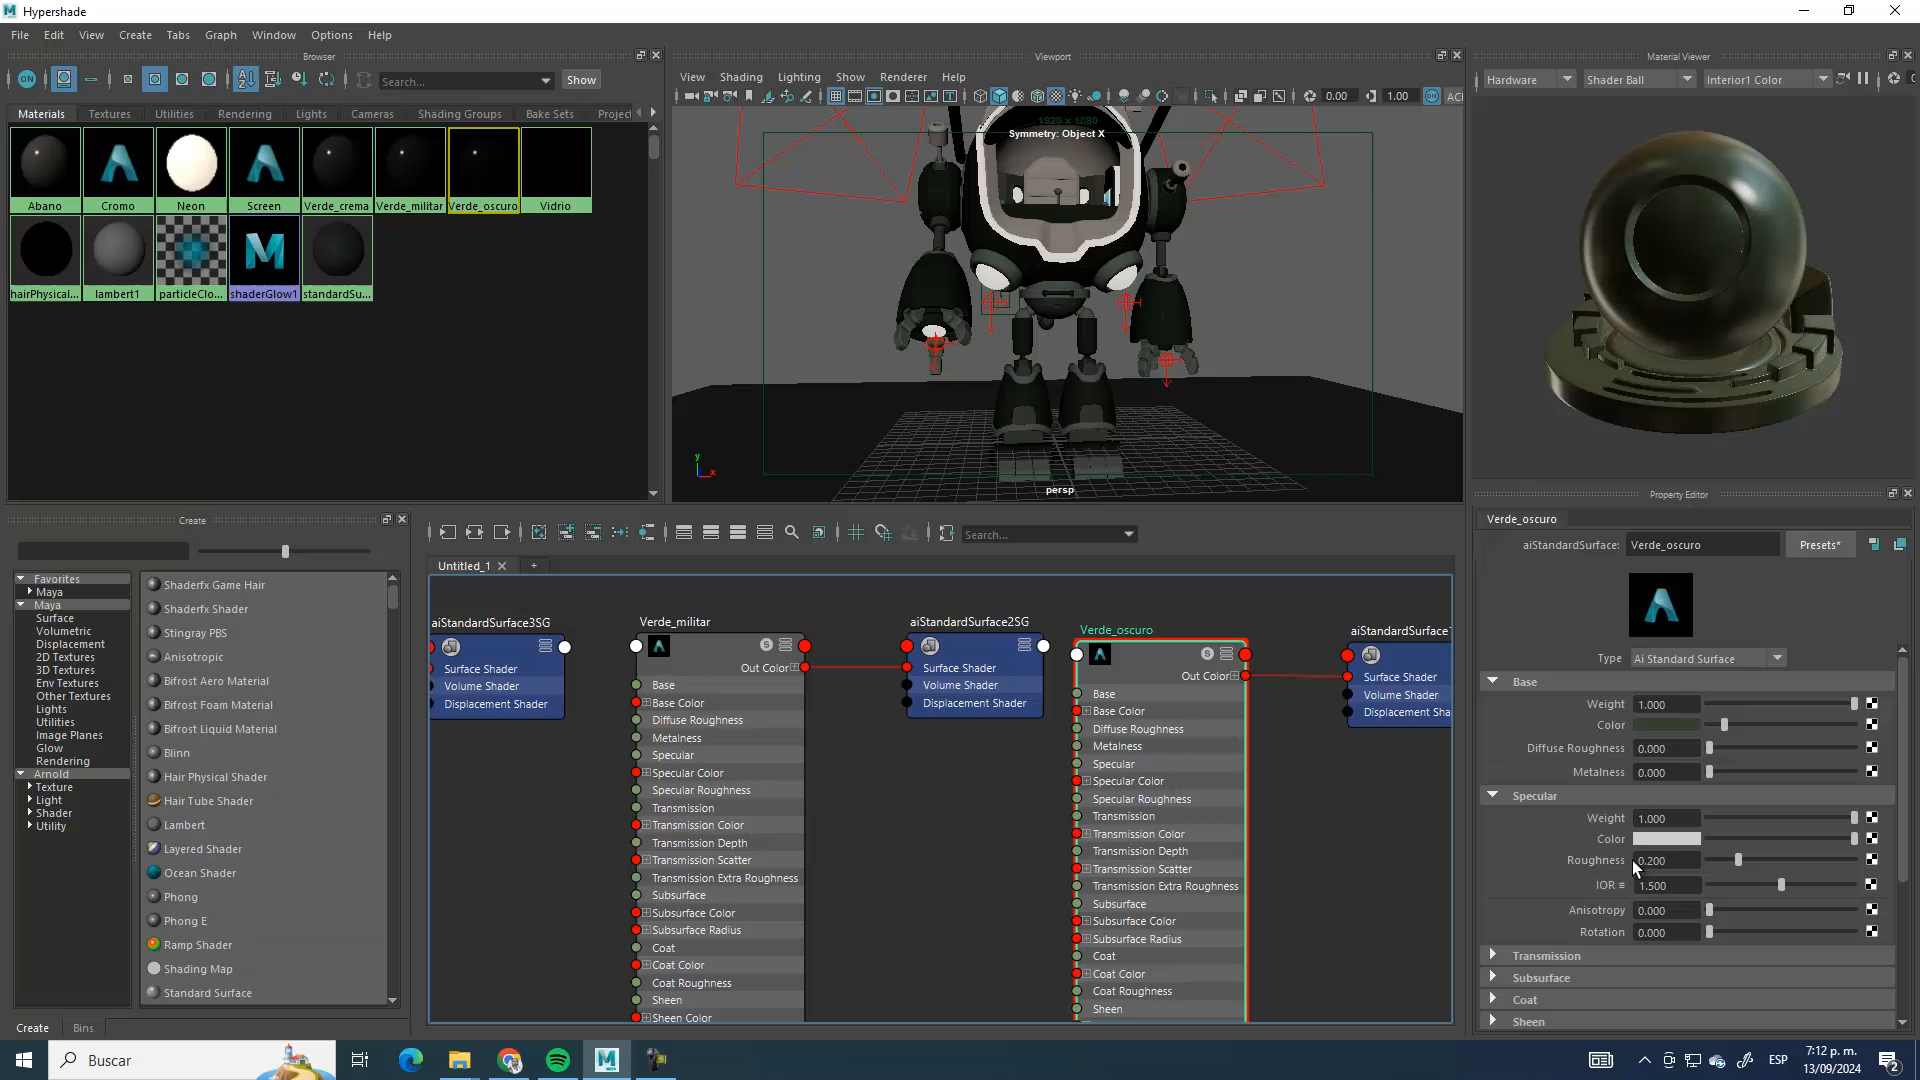 Hypershade
File Edit View Create Tabs Graph Window Options Help
Browser
Viewport
Material Viewer
ON
Search...
Show
View Shading Lighting Show Renderer Help
Hardware
Shader Ball
Interior1 Color
0.00
1.00
Materials Textures Utilities Rendering Lights Cameras Shading Groups Bake Sets Project
1920 x 1080
Symmetry: Object X
Abano Cromo Neon Screen Verde_crema Verde_militar Verde_oscuro Vidrio
hairPhysical... lambert1 particleClo... shaderGlow1 standardSu...
persp
y
x
Property Editor
Create
Verde_oscuro
Search...
aiStandardSurface: Verde_oscuro Presets*
Untitled_1
+
Favorites
Maya
Maya
Surface
Volumetric
Displacement
2D Textures
3D Textures
Env Textures
Other Textures
Lights
Utilities
Image Planes
Glow
Rendering
Arnold
Texture
Light
Shader
Utility
Shaderfx Game Hair
Shaderfx Shader
Stingray PBS
Anisotropic
Bifrost Aero Material
Bifrost Foam Material
Bifrost Liquid Material
Blinn
Hair Physical Shader
Hair Tube Shader
Lambert
Layered Shader
Ocean Shader
Phong
Phong E
Ramp Shader
Shading Map
Standard Surface
Create
Bins
aiStandardSurface3SG
Surface Shader
Volume Shader
Displacement Shader
Verde_militar
S
Out Color
Base
Base Color
Diffuse Roughness
Metalness
Specular
Specular Color
Specular Roughness
Transmission
Transmission Color
Transmission Depth
Transmission Scatter
Transmission Extra Roughness
Subsurface
Subsurface Color
Subsurface Radius
Coat
Coat Color
Coat Roughness
Sheen
Sheen Color
aiStandardSurface2SG
Surface Shader
Volume Shader
Displacement Shader
Verde_oscuro
S
Out Color
Base
Base Color
Diffuse Roughness
Metalness
Specular
Specular Color
Specular Roughness
Transmission
Transmission Color
Transmission Depth
Transmission Scatter
Transmission Extra Roughness
Subsurface
Subsurface Color
Subsurface Radius
Coat
Coat Color
Coat Roughness
Sheen
aiStandardSurface
Surface Shader
Volume Shader
Displacement Sha
Type Ai Standard Surface
Base
Weight 1.000
Color
Diffuse Roughness 0.000
Metalness 0.000
Specular
Weight 1.000
Color
Roughness 0.200
IOR 1.500
Anisotropy 0.000
Rotation 0.000
Transmission
Subsurface
Coat
Sheen
Buscar
ESP
7:12 p. m.
13/09/2024
2